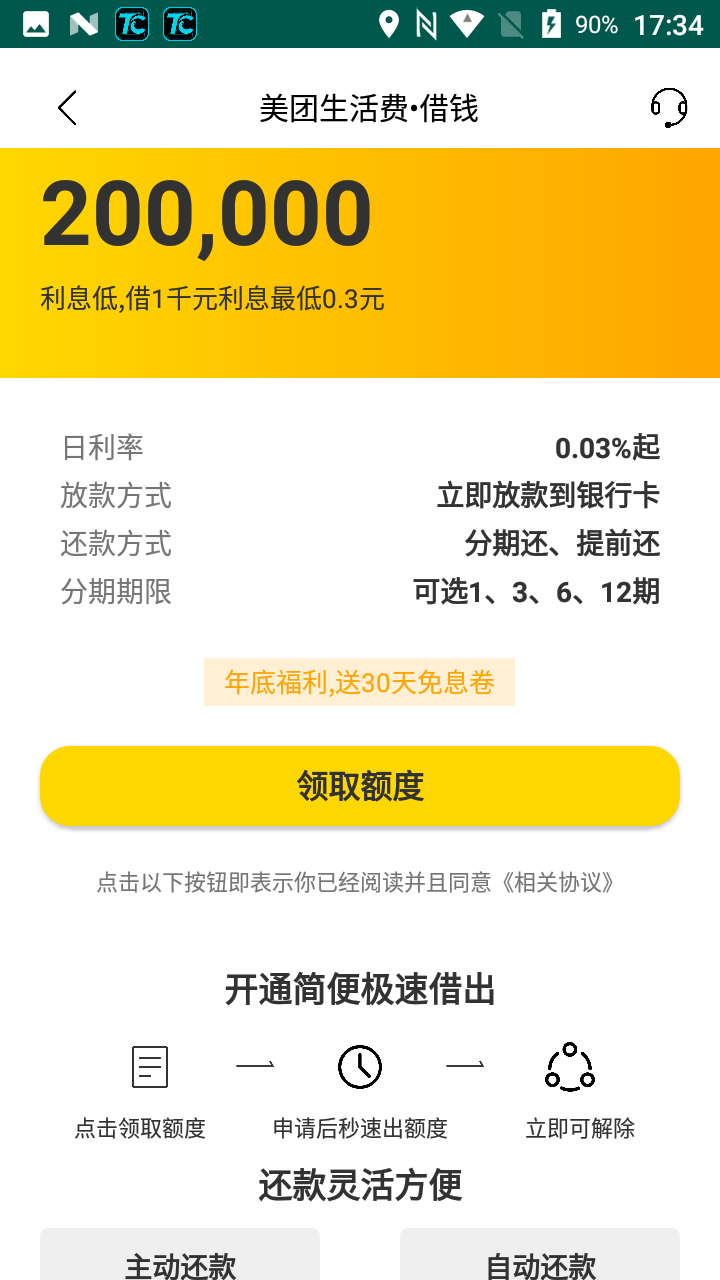 90% 17:34
美团生活费•借钱
200,000
利息低,借1千元利息最低0.3元
日利率 0.03%起
放款方式 立即放款到银行卡
还款方式 分期还、提前还
分期期限 可选1、3、6、12期
年底福利,送30天免息卷
领取额度
点击以下按钮即表示你已经阅读并且同意《相关协议》
开通简便极速借出
点击领取额度 申请后秒速出额度 立即可解除
还款灵活方便
主动还款 自动还款